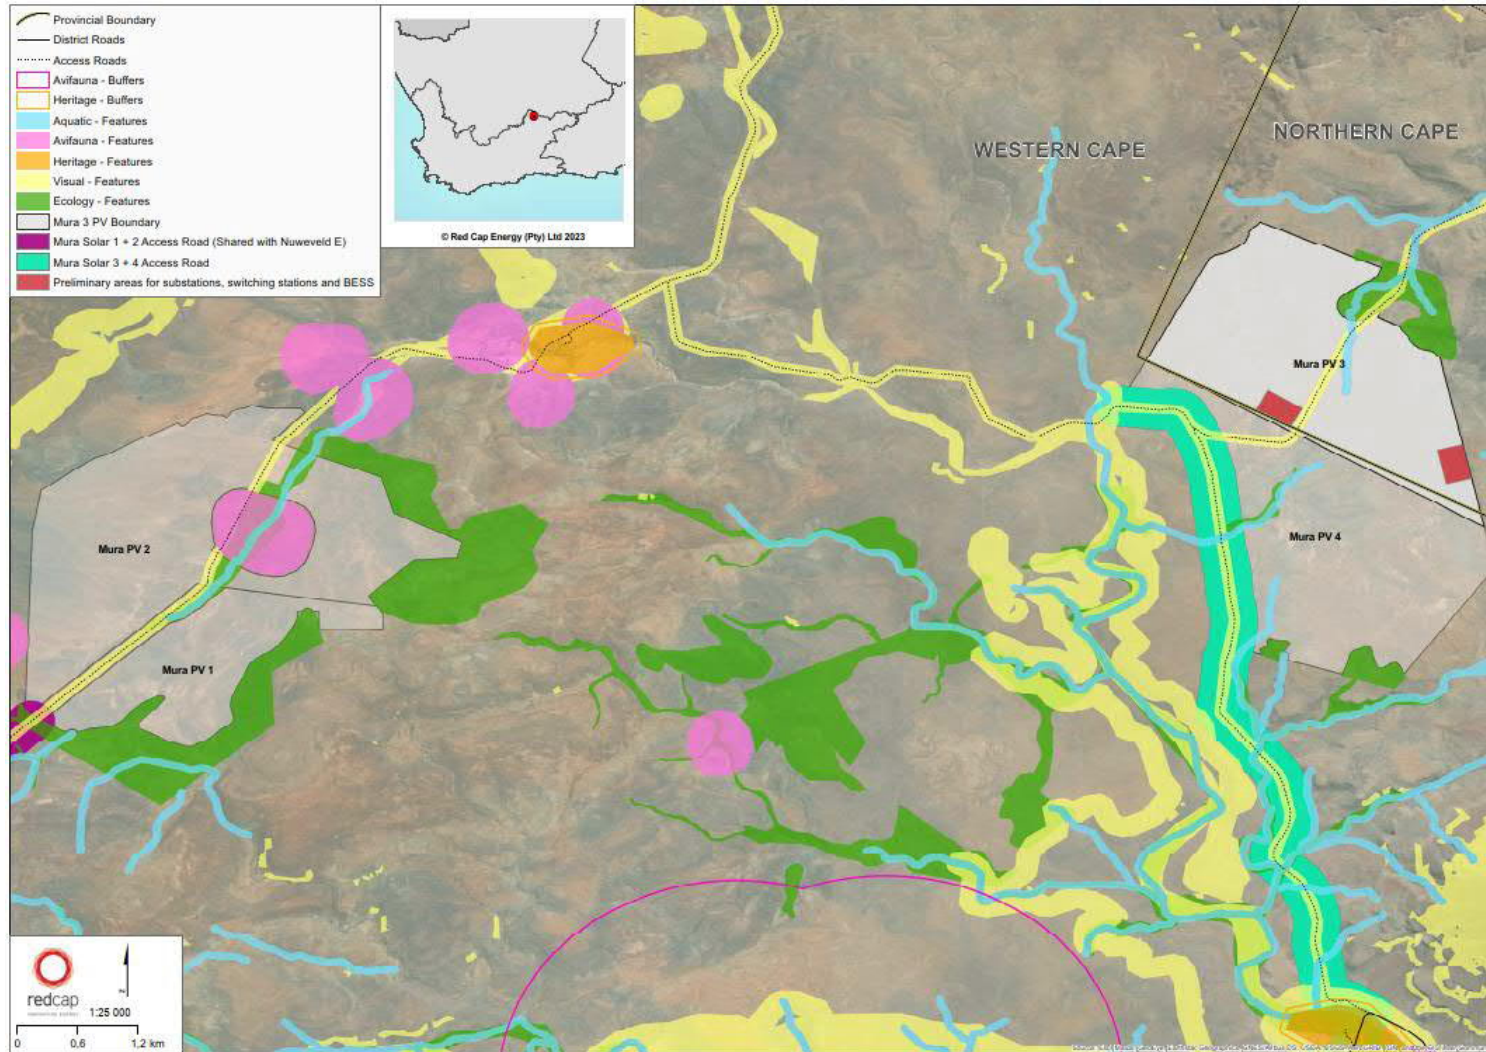 Provincial Boundary
District Roads
Access Roads
Avifauna - Buffers
Heritage - Buffers
Aquatic - Features
Avifauna - Features
Heritage - Features
Visual - Features
Ecology - Features
Mura 3 PV Boundary
Mura Solar 1 + 2 Access Road (Shared with Nuweveld E)
Mura Solar 3 + 4 Access Road
Preliminary areas for substations, switching stations and BESS
© Red Cap Energy (Pty) Ltd 2023
WESTERN CAPE
NORTHERN CAPE
Mura PV 3
Mura PV 2
Mura PV 4
Mura PV 1
redcap
N
1:25 000
0 0,6 1,2 km